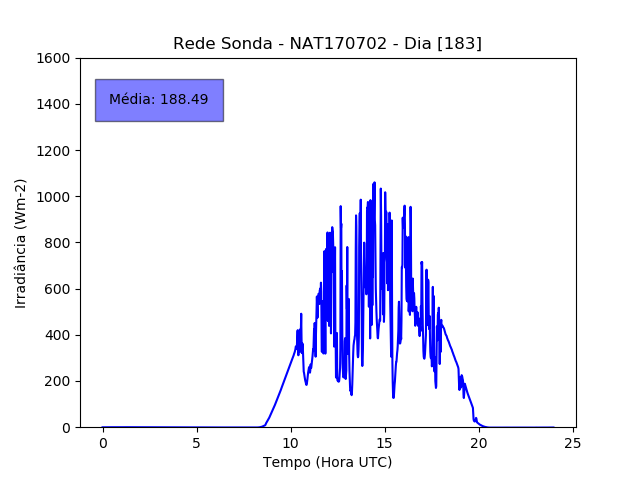 Rede Sonda - NAT170702 - Dia [183]
1600
1400
1200
1000
800
600
400
200
0
Irradiância (Wm-2)
Média: 188.49
0 5 10 15 20 25
Tempo (Hora UTC)